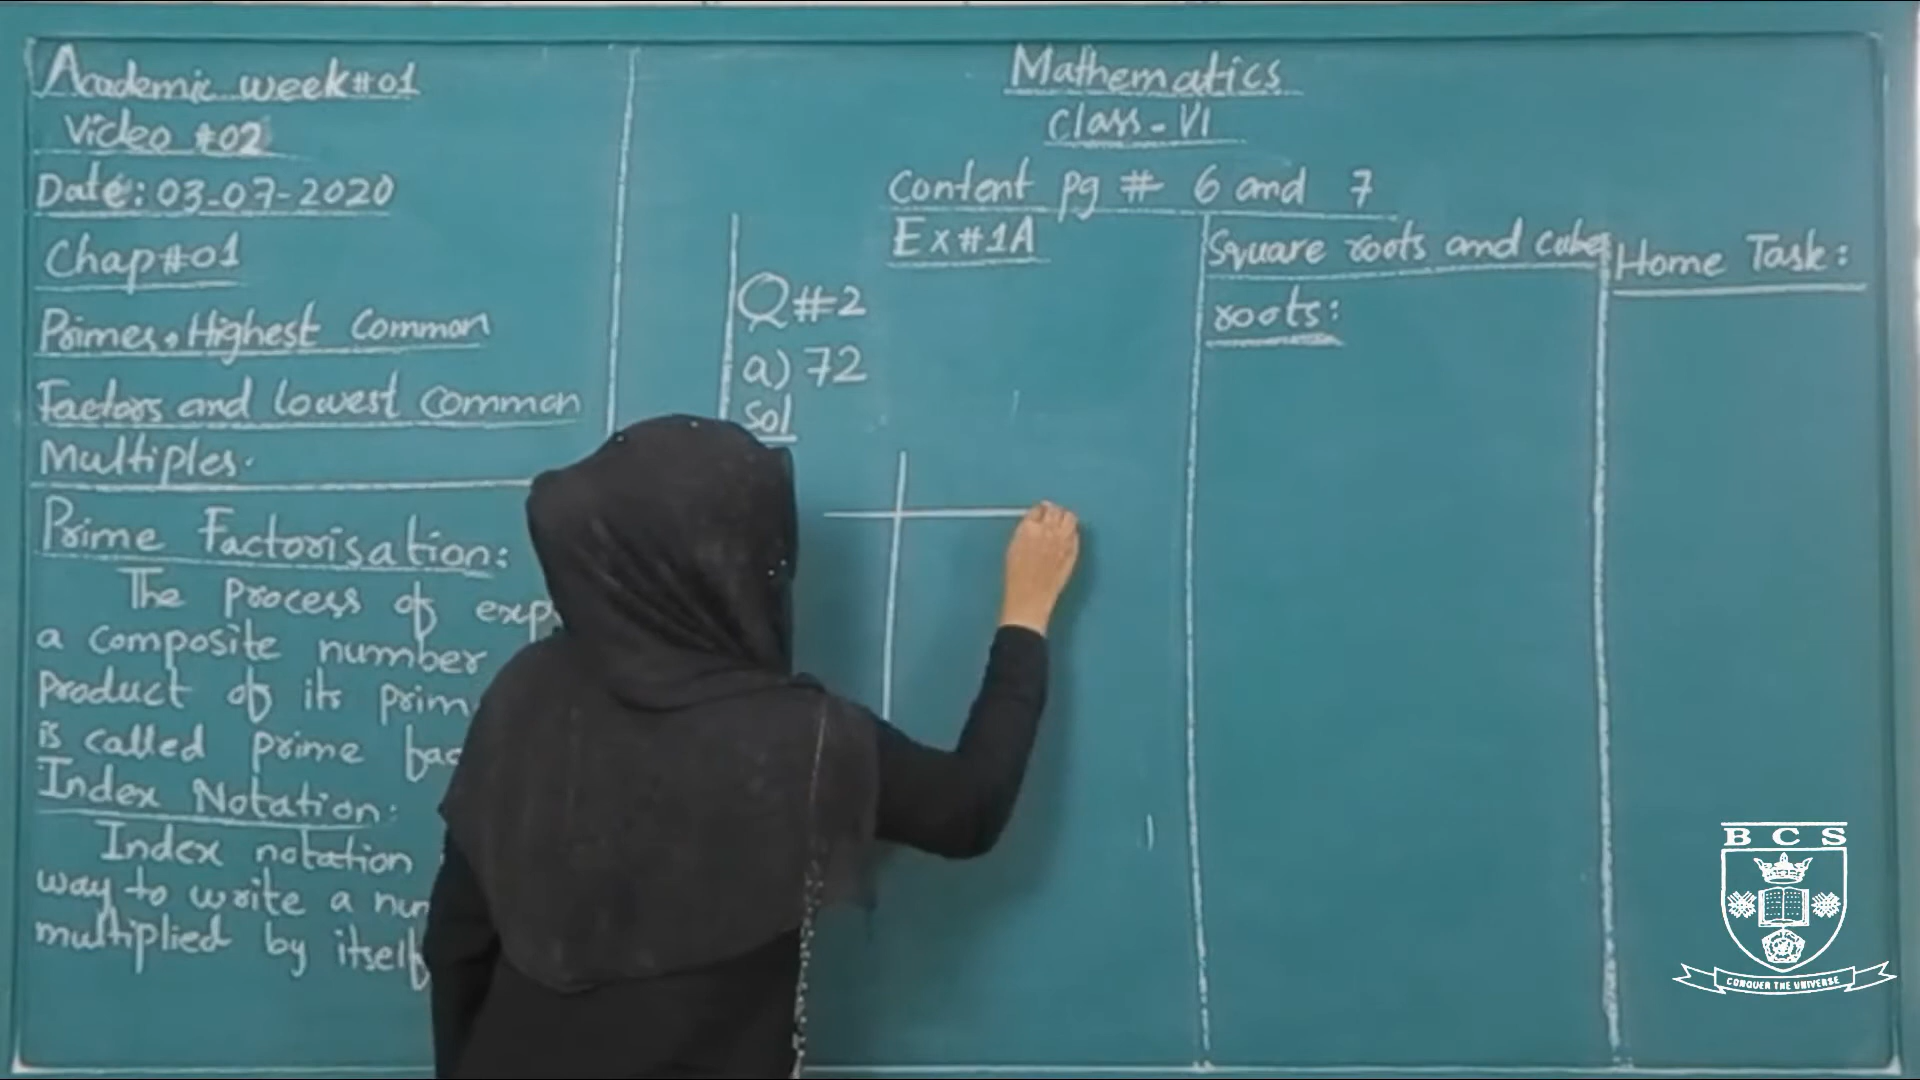 Academic week#01
Video #02
Date: 03-07-2020
Chap#01
Primes, Highest Common
Factors and lowest common
Multiples.
Prime Factorisation:
The process of exp
a composite number
product of its prim
is called prime fac
Index Notation:
Index notation
way to write a num
multiplied by itself
Mathematics
Class-VI
Content pg # 6 and 7
Ex#1A
Q#2
a) 72
Sol
Square roots and cube
roots:
Home Task:
BCS
CONQUER THE UNIVERSE